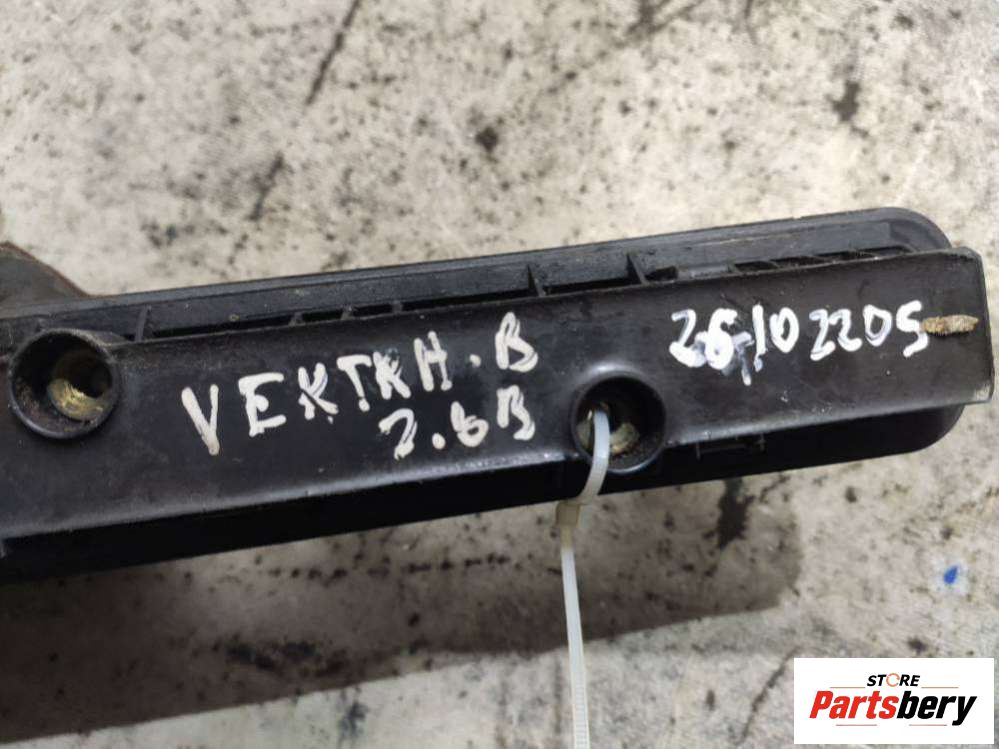 VEKTRA.B
2.6B
26102205
STORE
Partsbery